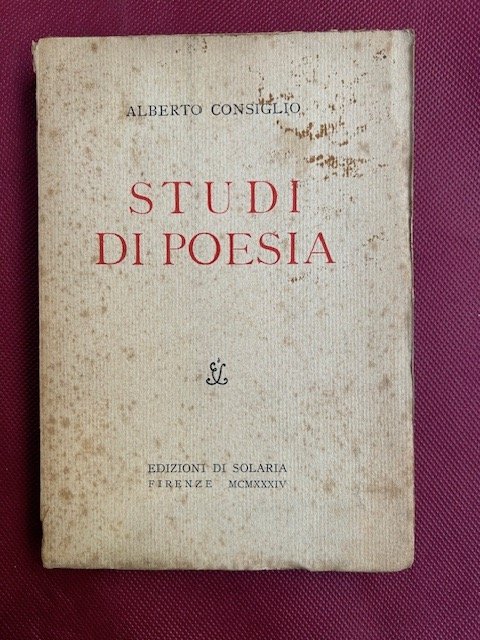 ALBERTO CONSIGLIO
STUDI
DI POESIA
EDIZIONI DI SOLARIA
FIRENZE MCMXXXIV